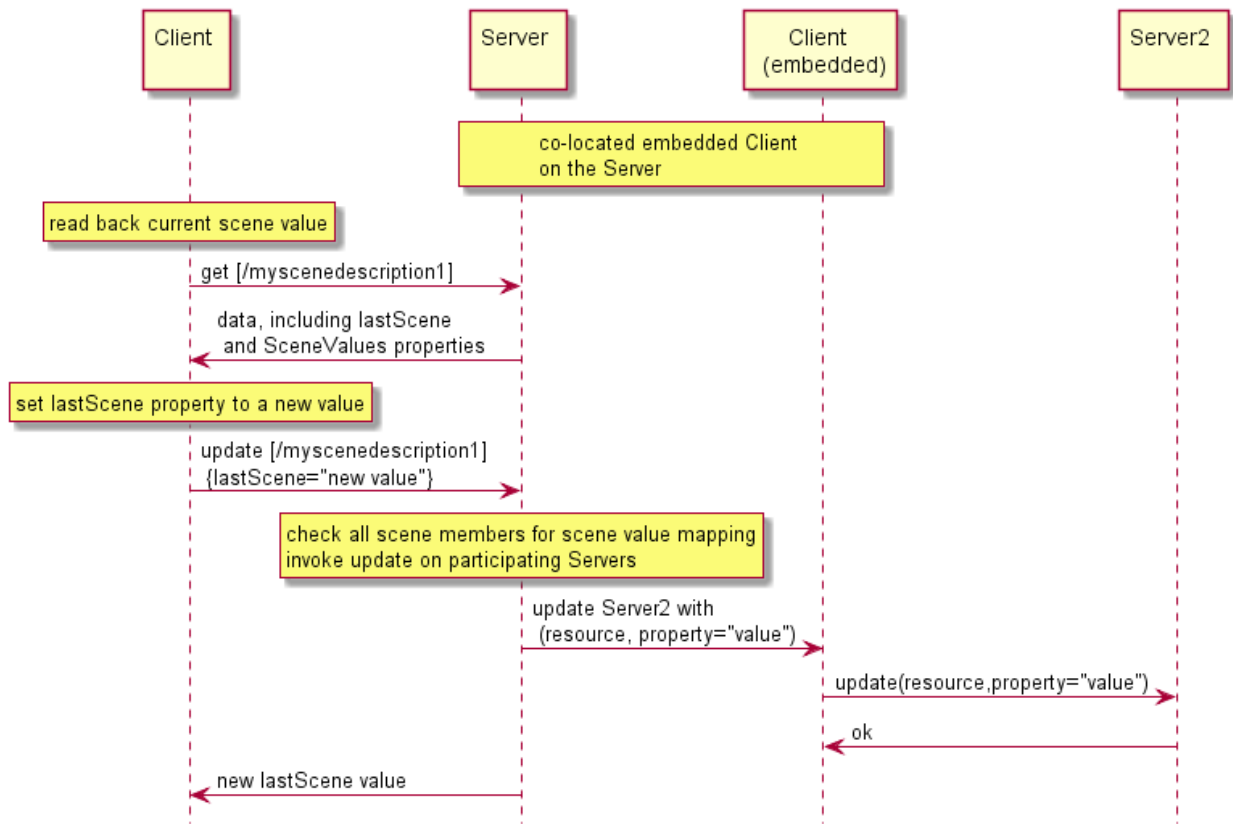 Client
Server
Client
(embedded)
Server2
co-located embedded Client
on the Server
read back current scene value
get [/myscenedescription1]
data, including lastScene
and SceneValues properties
set lastScene property to a new value
update [/myscenedescription1]
{lastScene="new value"}
check all scene members for scene value mapping
invoke update on participating Servers
update Server2 with
(resource, property="value")
update(resource,property="value")
ok
new lastScene value